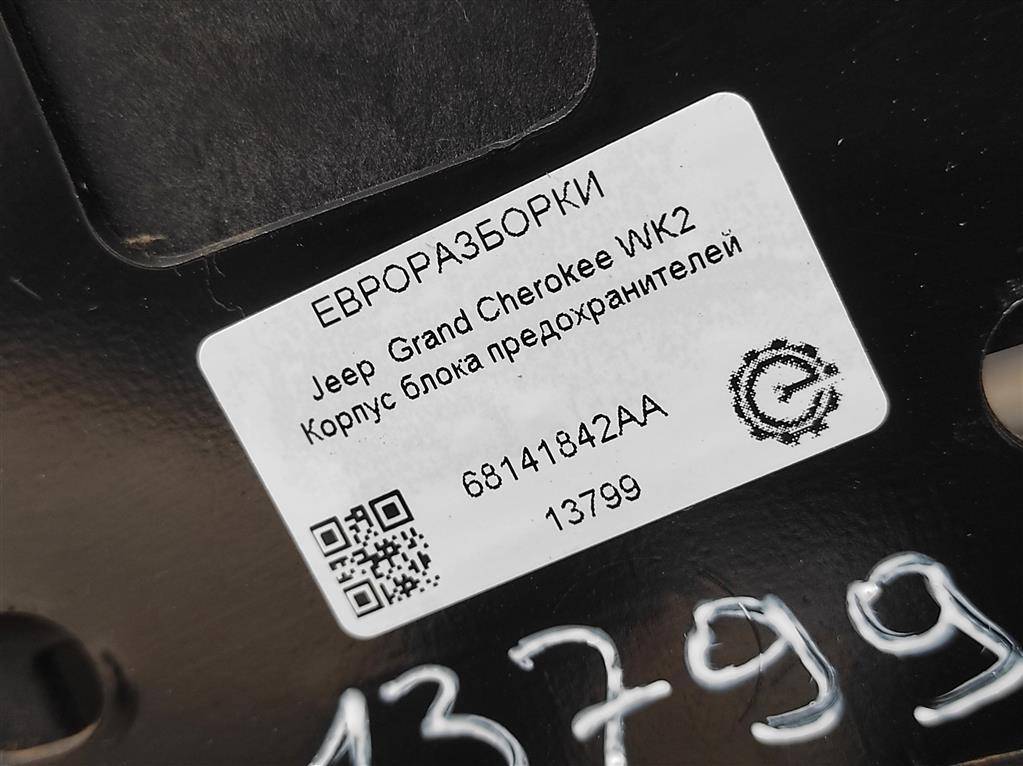 ЕВРОРАЗБОРКИ
Jeep Grand Cherokee WK2
Корпус блока предохранителей
68141842AA
13799
13799